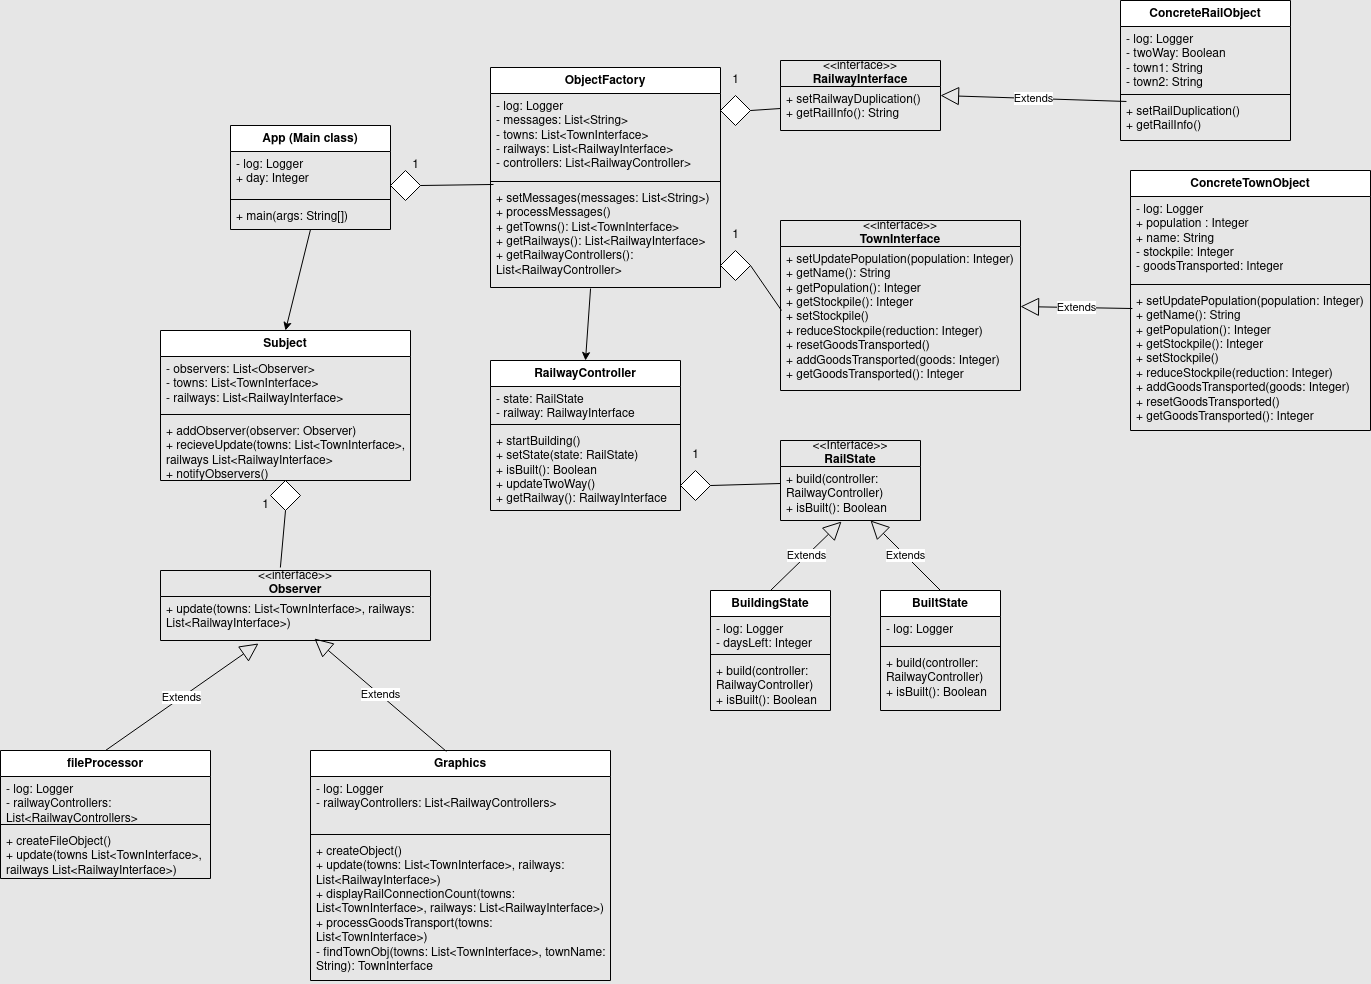 ConcreteRailObject
- log: Logger
- twoWay: Boolean
- town1: String
- town2: String
+ setRailDuplication()
+ getRailInfo()
<<interface>>
RailwayInterface
+ setRailwayDuplication()
+ getRailInfo(): String
Extends
1
ObjectFactory
- log: Logger
- messages: List<String>
- towns: List<TownInterface>
- railways: List<RailwayInterface>
- controllers: List<RailwayController>
+ setMessages(messages: List<String>)
+ processMessages()
+ getTowns(): List<TownInterface>
+ getRailways(): List<RailwayInterface>
+ getRailwayControllers():
List<RailwayController>
App (Main class)
- log: Logger
+ day: Integer
+ main(args: String[])
1
1
<<interface>>
TownInterface
+ setUpdatePopulation(population: Integer)
+ getName(): String
+ getPopulation(): Integer
+ getStockpile(): Integer
+ setStockpile()
+ reduceStockpile(reduction: Integer)
+ resetGoodsTransported()
+ addGoodsTransported(goods: Integer)
+ getGoodsTransported(): Integer
Extends
ConcreteTownObject
- log: Logger
+ population : Integer
+ name: String
- stockpile: Integer
- goodsTransported: Integer
+ setUpdatePopulation(population: Integer)
+ getName(): String
+ getPopulation(): Integer
+ getStockpile(): Integer
+ setStockpile()
+ reduceStockpile(reduction: Integer)
+ addGoodsTransported(goods: Integer)
+ resetGoodsTransported()
+ getGoodsTransported(): Integer
Subject
- observers: List<Observer>
- towns: List<TownInterface>
- railways: List<RailwayInterface>
+ addObserver(observer: Observer)
+ recieveUpdate(towns: List<TownInterface>,
railways List<RailwayInterface>
+ notifyObservers()
1
RailwayController
- state: RailState
- railway: RailwayInterface
+ startBuilding()
+ setState(state: RailState)
+ isBuilt(): Boolean
+ updateTwoWay()
+ getRailway(): RailwayInterface
1
<<Interface>>
RailState
+ build(controller:
RailwayController)
+ isBuilt(): Boolean
Extends
Extends
BuildingState
- log: Logger
- daysLeft: Integer
+ build(controller:
RailwayController)
+ isBuilt(): Boolean
BuiltState
- log: Logger
+ build(controller:
RailwayController)
+ isBuilt(): Boolean
<<interface>>
Observer
+ update(towns: List<TownInterface>, railways:
List<RailwayInterface>)
Extends
Extends
fileProcessor
- log: Logger
- railwayControllers:
List<RailwayControllers>
+ createFileObject()
+ update(towns List<TownInterface>,
railways List<RailwayInterface>)
Graphics
- log: Logger
- railwayControllers: List<RailwayControllers>
+ createObject()
+ update(towns: List<TownInterface>, railways:
List<RailwayInterface>)
+ displayRailConnectionCount(towns:
List<TownInterface>, railways: List<RailwayInterface>)
+ processGoodsTransport(towns:
List<TownInterface>)
- findTownObj(towns: List<TownInterface>, townName:
String): TownInterface